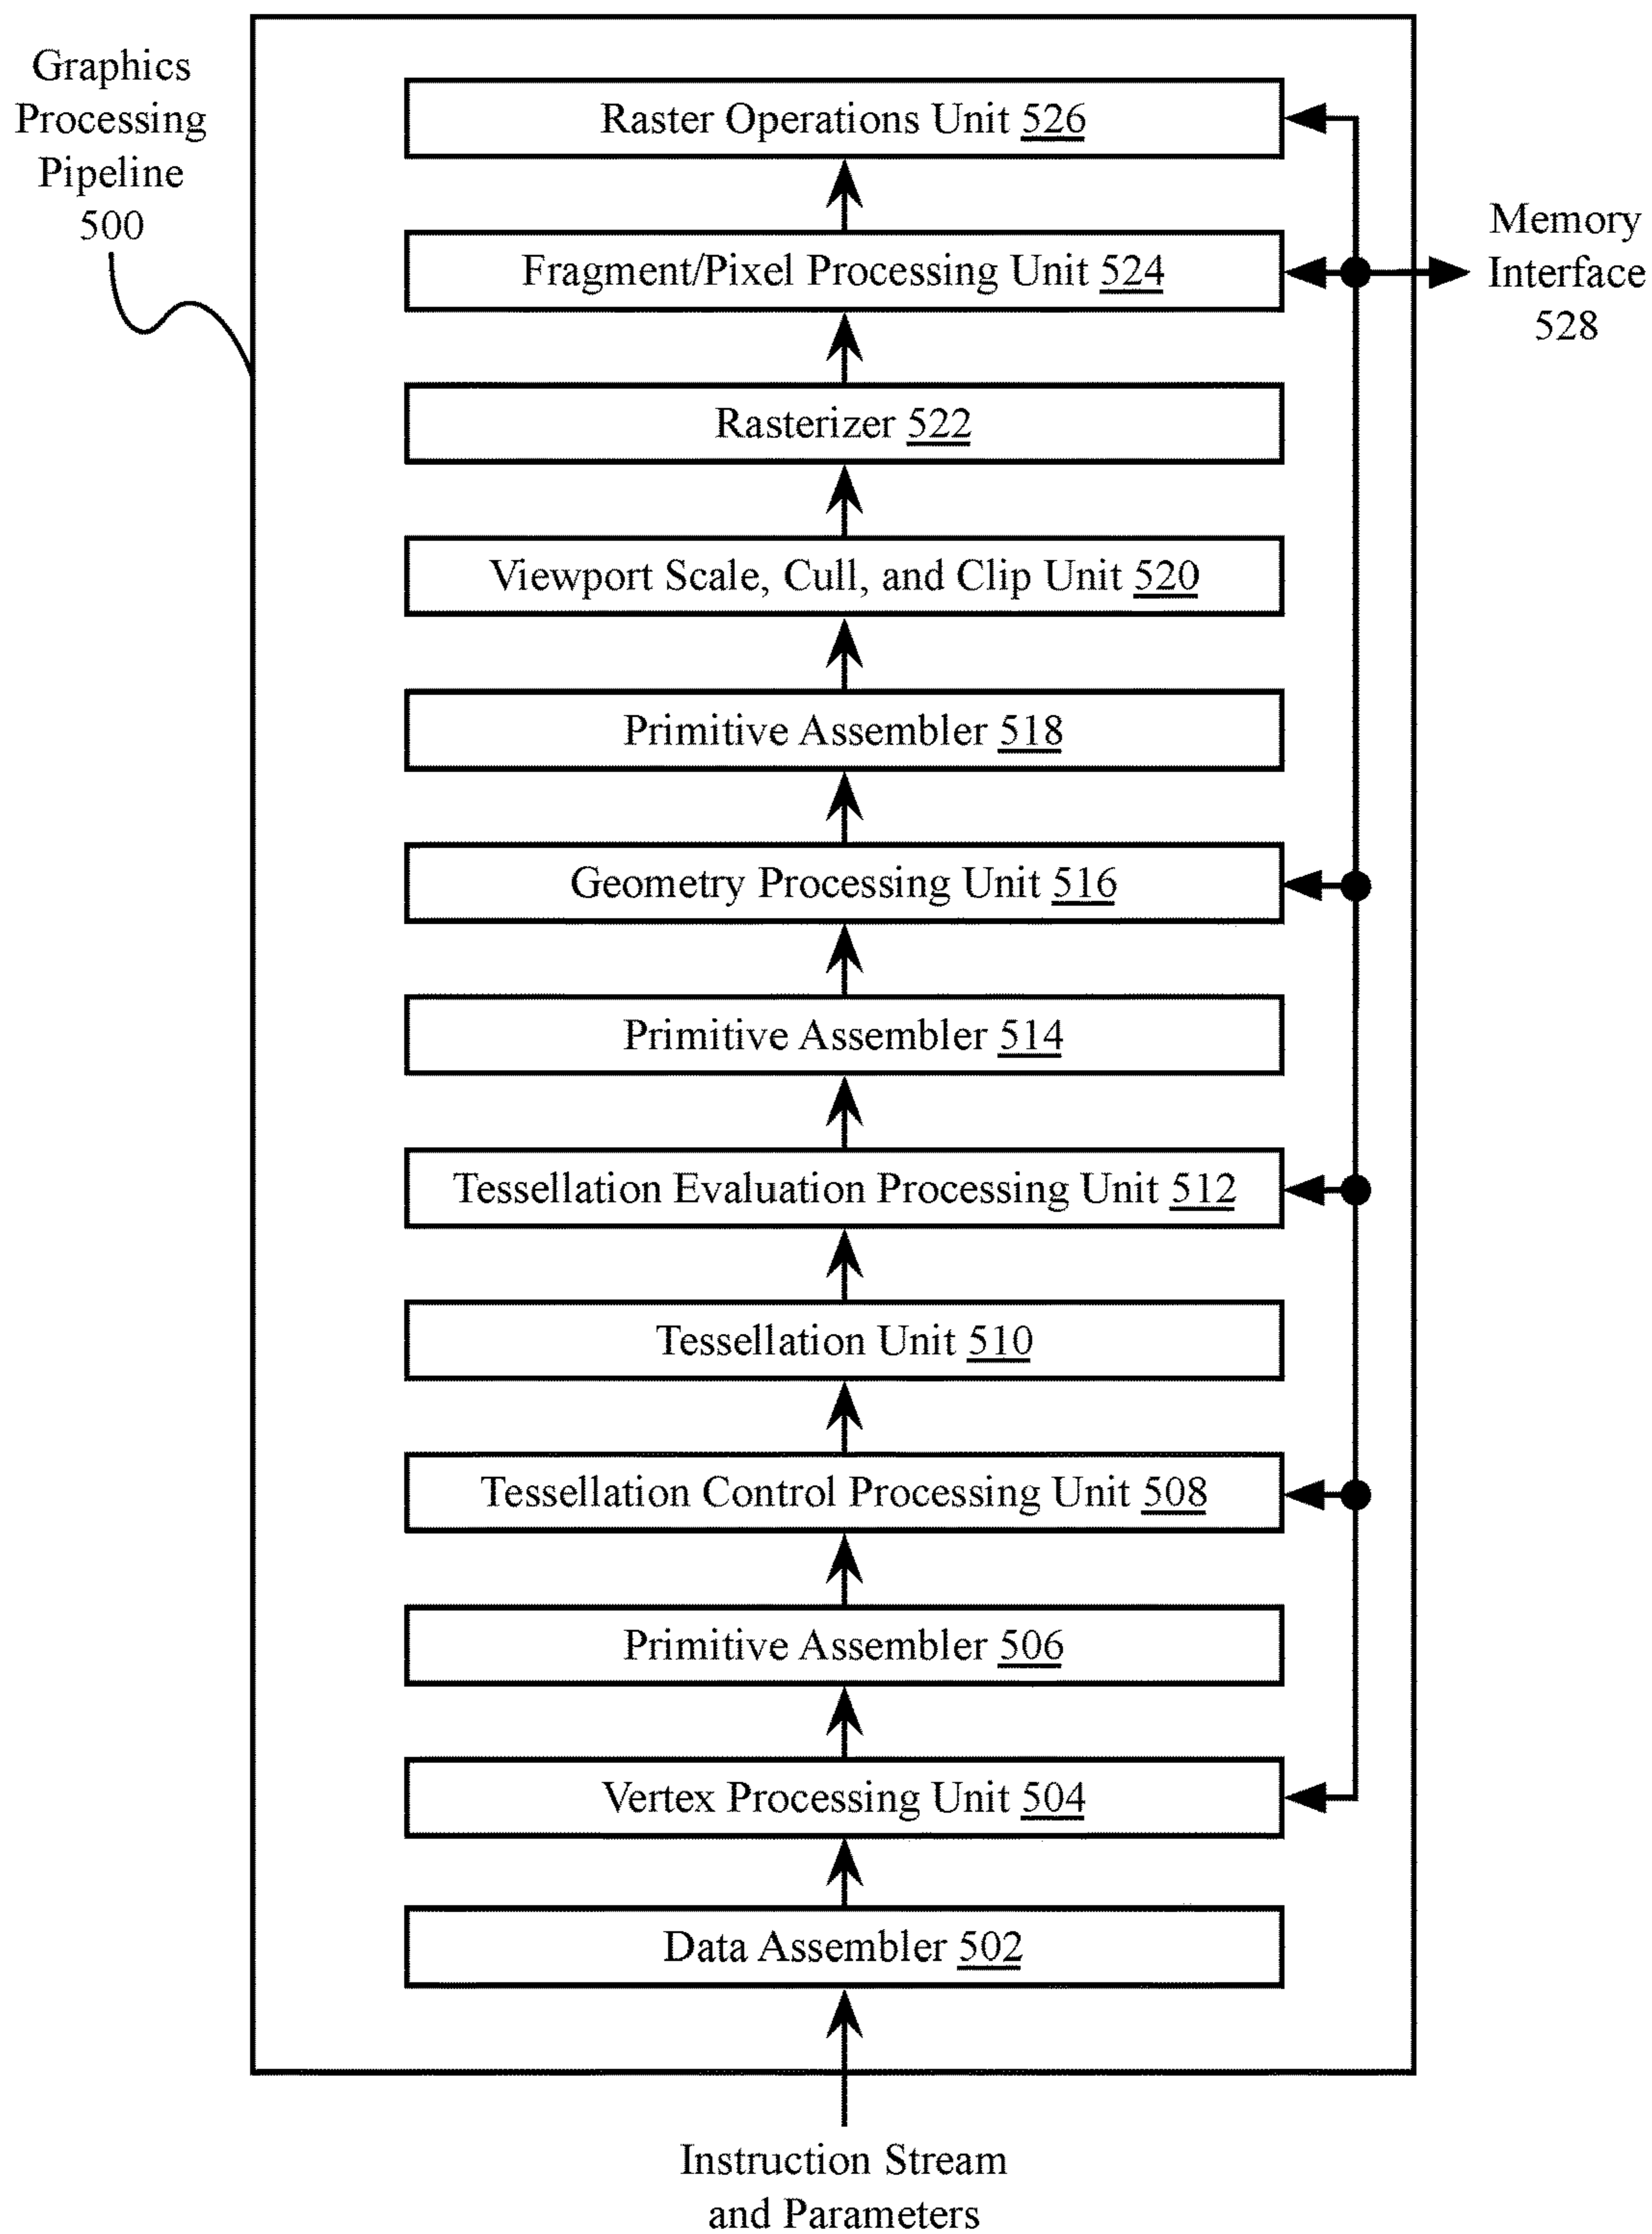 Graphics
Processing
Pipeline
500
Raster Operations Unit 526
Fragment/Pixel Processing Unit 524
Memory
Interface
528
Rasterizer 522
Viewport Scale, Cull, and Clip Unit 520
Primitive Assembler 518
Geometry Processing Unit 516
Primitive Assembler 514
Tessellation Evaluation Processing Unit 512
Tessellation Unit 510
Tessellation Control Processing Unit 508
Primitive Assembler 506
Vertex Processing Unit 504
Data Assembler 502
Instruction Stream
and Parameters